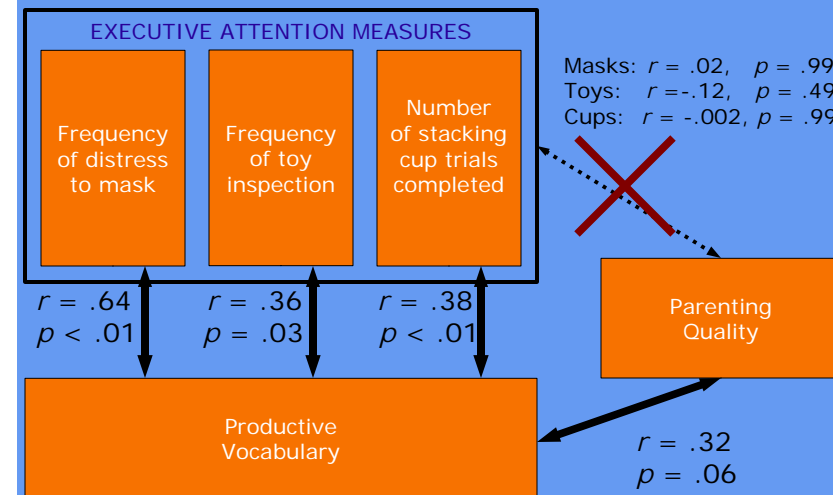 EXECUTIVE ATTENTION MEASURES
Frequency
of distress
to mask
Frequency
of toy
inspection
Number
of stacking
cup trials
completed
Masks: r = .02, p = .99
Toys: r =-.12, p = .49
Cups: r = -.002, p = .99
r = .64
p < .01
r = .36
p = .03
r = .38
p < .01
Parenting
Quality
Productive
Vocabulary
r = .32
p = .06